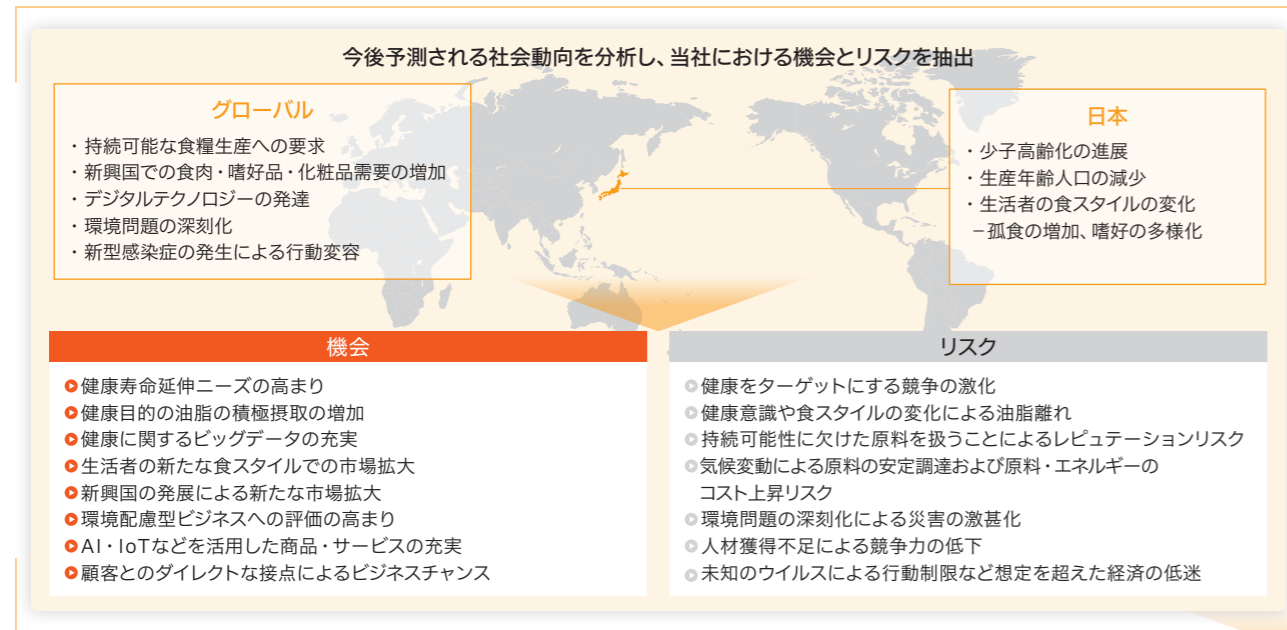 今後予測される社会動向を分析し、当社における機会とリスクを抽出
グローバル
・持続可能な食糧生産への要求
・新興国での食肉・嗜好品・化粧品需要の増加
・デジタルテクノロジーの発達
・環境問題の深刻化
・新型感染症の発生による行動変容
日本
・少子高齢化の進展
・生産年齢人口の減少
・生活者の食スタイルの変化
－孤食の増加、嗜好の多様化
機会
健康寿命延伸ニーズの高まり
健康目的の油脂の積極摂取の増加
健康に関するビッグデータの充実
生活者の新たな食スタイルでの市場拡大
新興国の発展による新たな市場拡大
環境配慮型ビジネスへの評価の高まり
AI・IoTなどを活用した商品・サービスの充実
顧客とのダイレクトな接点によるビジネスチャンス
リスク
健康をターゲットにする競争の激化
健康意識や食スタイルの変化による油脂離れ
持続可能性に欠けた原料を扱うことによるレピュテーションリスク
気候変動による原料の安定調達および原料・エネルギーの
コスト上昇リスク
環境問題の深刻化による災害の激甚化
人材獲得不足による競争力の低下
未知のウイルスによる行動制限など想定を超えた経済の低迷